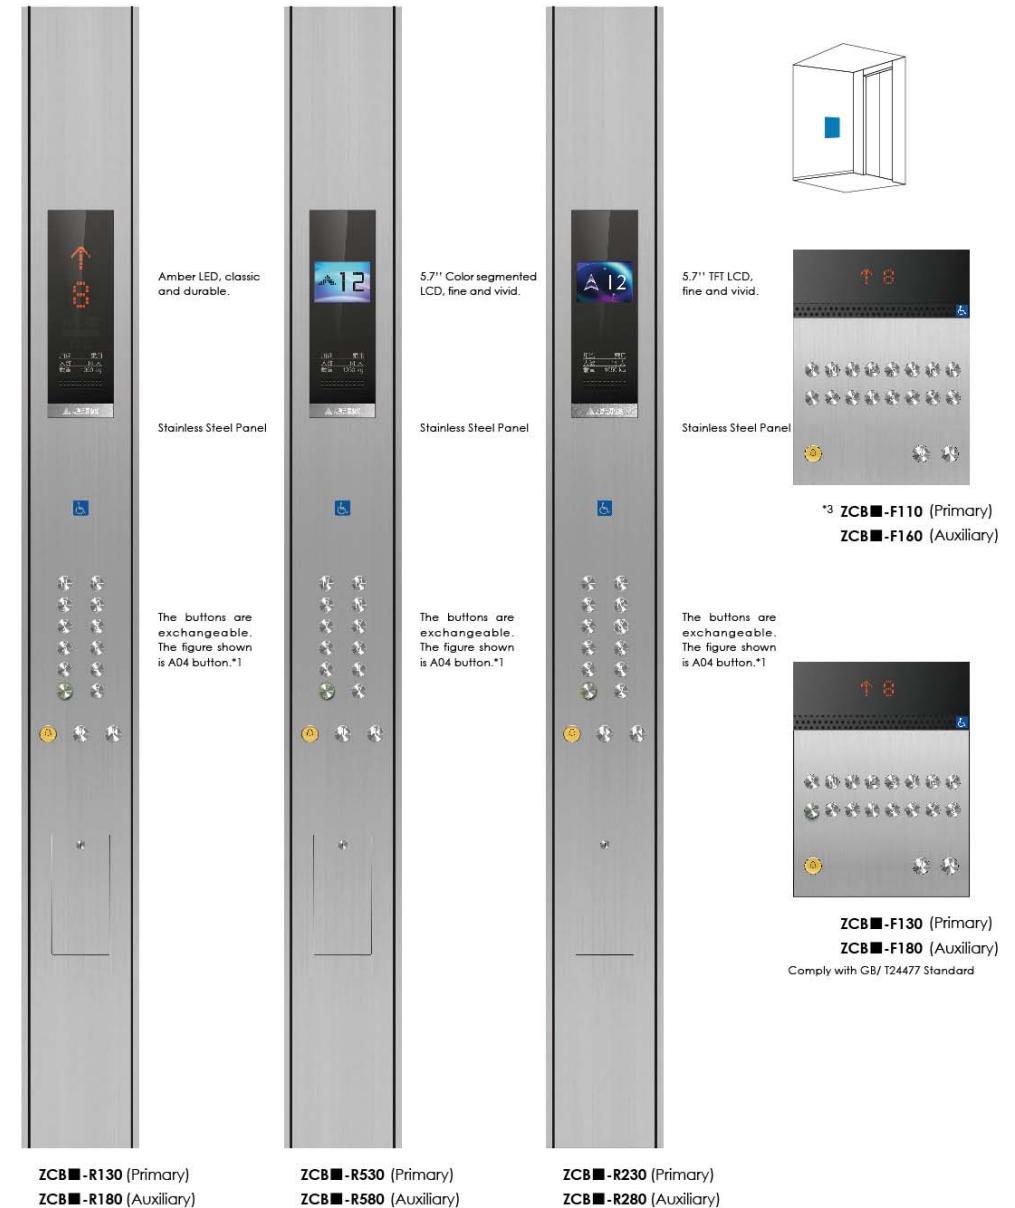 12
12
8
8
8
Amber LED, classic
and durable.
5.7'' Color segmented
LCD, fine and vivid.
5.7'' TFT LCD,
fine and vivid.
Stainless Steel Panel
Stainless Steel Panel
Stainless Steel Panel
*3 ZCB■-F110 (Primary)
ZCB■-F160 (Auxiliary)
The buttons are
exchangeable.
The figure shown
is A04 button.*1
The buttons are
exchangeable.
The figure shown
is A04 button.*1
The buttons are
exchangeable.
The figure shown
is A04 button.*1
ZCB■-F130 (Primary)
ZCB■-F180 (Auxiliary)
Comply with GB/ T24477 Standard
ZCB■-R130 (Primary)
ZCB■-R180 (Auxiliary)
ZCB■-R530 (Primary)
ZCB■-R580 (Auxiliary)
ZCB■-R230 (Primary)
ZCB■-R280 (Auxiliary)